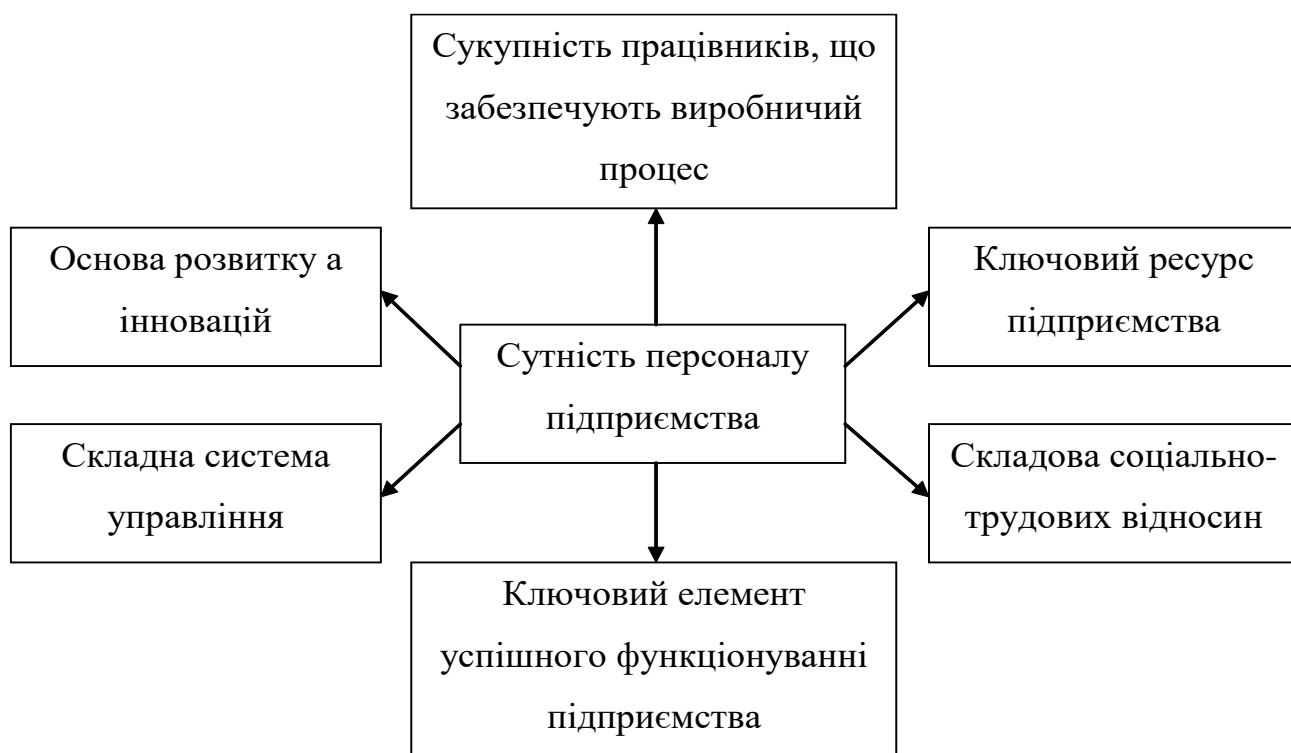 Сукупність працівників, що
забезпечують виробничий
процес
Основа розвитку а
інновацій
Ключовий ресурс
підприємства
Сутність персоналу
підприємства
Складна система
управління
Складова соціально-
трудових відносин
Ключовий елемент
успішного функціонуванні
підприємства